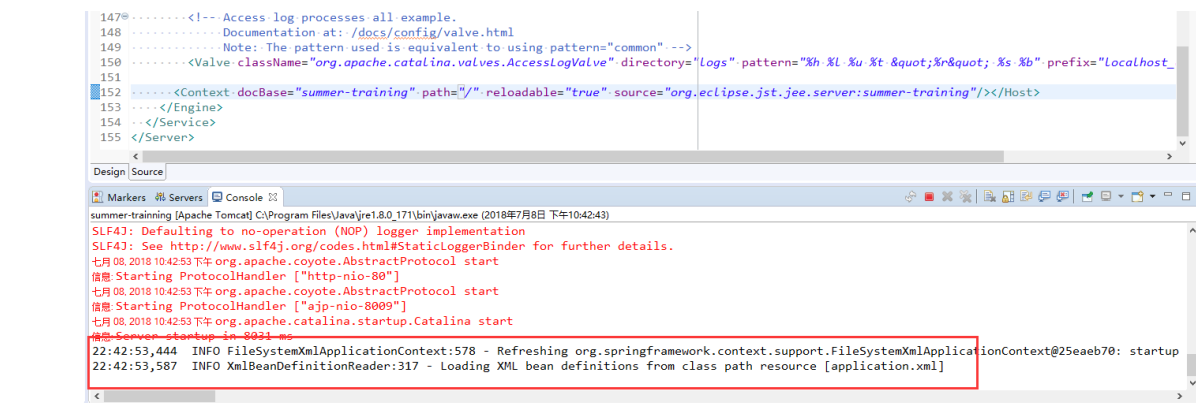 147 <!-- Access log processes all example.
148 Documentation at: /docs/config/valve.html
149 Note: The pattern used is equivalent to using pattern="common" -->
150 <Valve className="org.apache.catalina.valves.AccessLogValve" directory="logs" pattern="%h %l %u %t &quot;%r&quot; %s %b" prefix="localhost_
151
152 <Context docBase="summer-training" path="/" reloadable="true" source="org.eclipse.jst.jee.server:summer-training"/></Host>
153 </Engine>
154 </Service>
155 </Server>
Design Source
Markers Servers Console
summer-trainning [Apache Tomcat] C:\Program Files\Java\jre1.8.0_171\bin\javaw.exe (2018年7月8日 下午10:42:43)
SLF4J: Defaulting to no-operation (NOP) logger implementation
SLF4J: See http://www.slf4j.org/codes.html#StaticLoggerBinder for further details.
七月 08, 2018 10:42:53 下午 org.apache.coyote.AbstractProtocol start
信息: Starting ProtocolHandler ["http-nio-80"]
七月 08, 2018 10:42:53 下午 org.apache.coyote.AbstractProtocol start
信息: Starting ProtocolHandler ["ajp-nio-8009"]
七月 08, 2018 10:42:53 下午 org.apache.catalina.startup.Catalina start
信息: Server startup in 8031 ms
22:42:53,444 INFO FileSystemXmlApplicationContext:578 - Refreshing org.springframework.context.support.FileSystemXmlApplicationContext@25eaeb70: startup
22:42:53,587 INFO XmlBeanDefinitionReader:317 - Loading XML bean definitions from class path resource [application.xml]